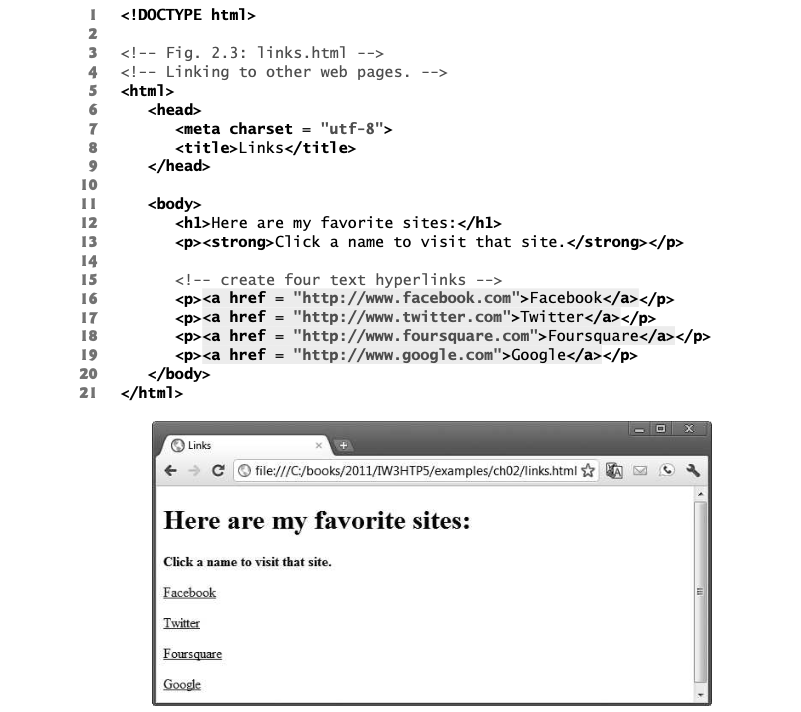 1 <!DOCTYPE html>
2
3 <!-- Fig. 2.3: links.html -->
4 <!-- Linking to other web pages. -->
5 <html>
6 <head>
7 <meta charset = "utf-8">
8 <title>Links</title>
9 </head>
10
11 <body>
12 <h1>Here are my favorite sites:</h1>
13 <p><strong>Click a name to visit that site.</strong></p>
14
15 <!-- create four text hyperlinks -->
16 <p><a href = "http://www.facebook.com">Facebook</a></p>
17 <p><a href = "http://www.twitter.com">Twitter</a></p>
18 <p><a href = "http://www.foursquare.com">Foursquare</a></p>
19 <p><a href = "http://www.google.com">Google</a></p>
20 </body>
21 </html>
Links
file:///C:/books/2011/IW3HTP5/examples/ch02/links.html
Here are my favorite sites:
Click a name to visit that site.
Facebook
Twitter
Foursquare
Google